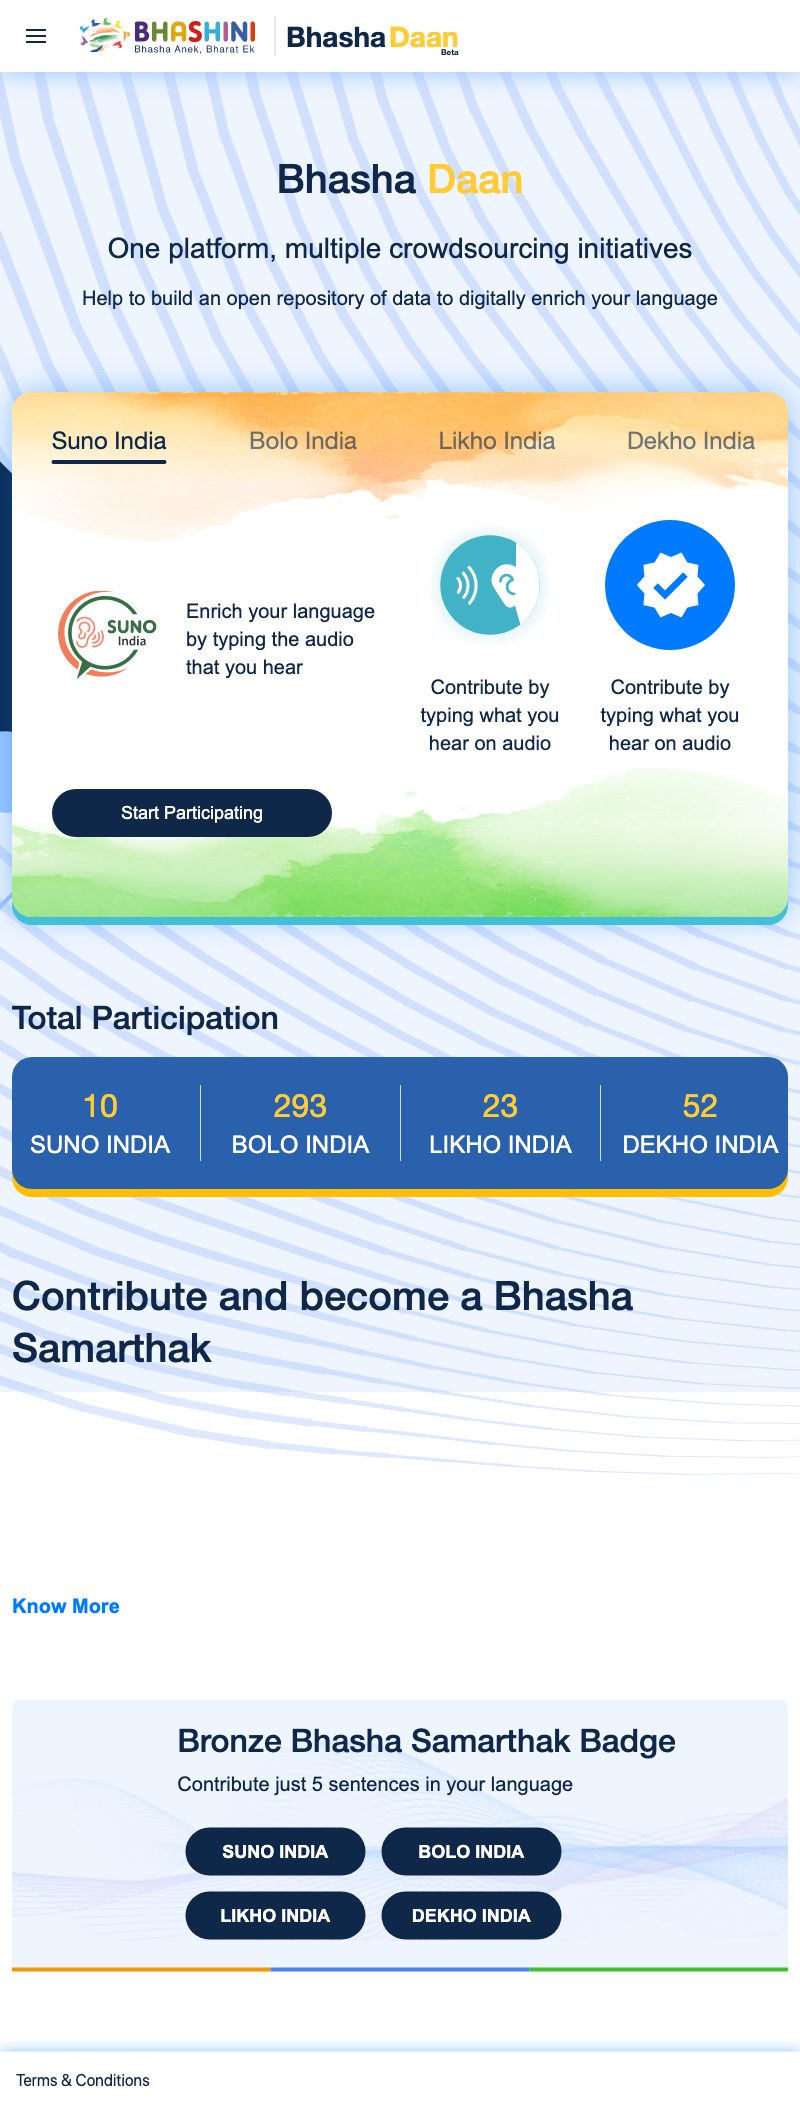 BHASHINI
Bhasha Anek, Bharat Ek
Bhasha Daan
Beta
Bhasha Daan
One platform, multiple crowdsourcing initiatives
Help to build an open repository of data to digitally enrich your language
Suno India Bolo India Likho India Dekho India
SUNO
India
Enrich your language
by typing the audio
that you hear
Contribute by
typing what you
hear on audio
Contribute by
typing what you
hear on audio
Start Participating
Total Participation
10 293 23 52
SUNO INDIA BOLO INDIA LIKHO INDIA DEKHO INDIA
Contribute and become a Bhasha
Samarthak
Know More
Bronze Bhasha Samarthak Badge
Contribute just 5 sentences in your language
SUNO INDIA BOLO INDIA
LIKHO INDIA DEKHO INDIA
Terms & Conditions